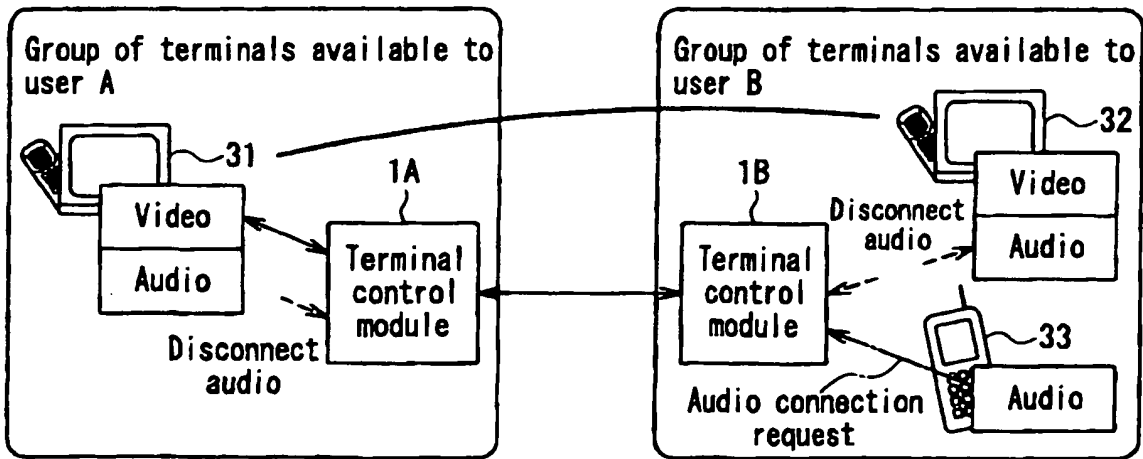 Group of terminals available to
user A
31
1A
Video
Audio
Terminal
control
module
Disconnect
audio
Group of terminals available to
user B
32
1B
Video
Audio
Disconnect
audio
Terminal
control
module
33
Audio
Audio connection
request